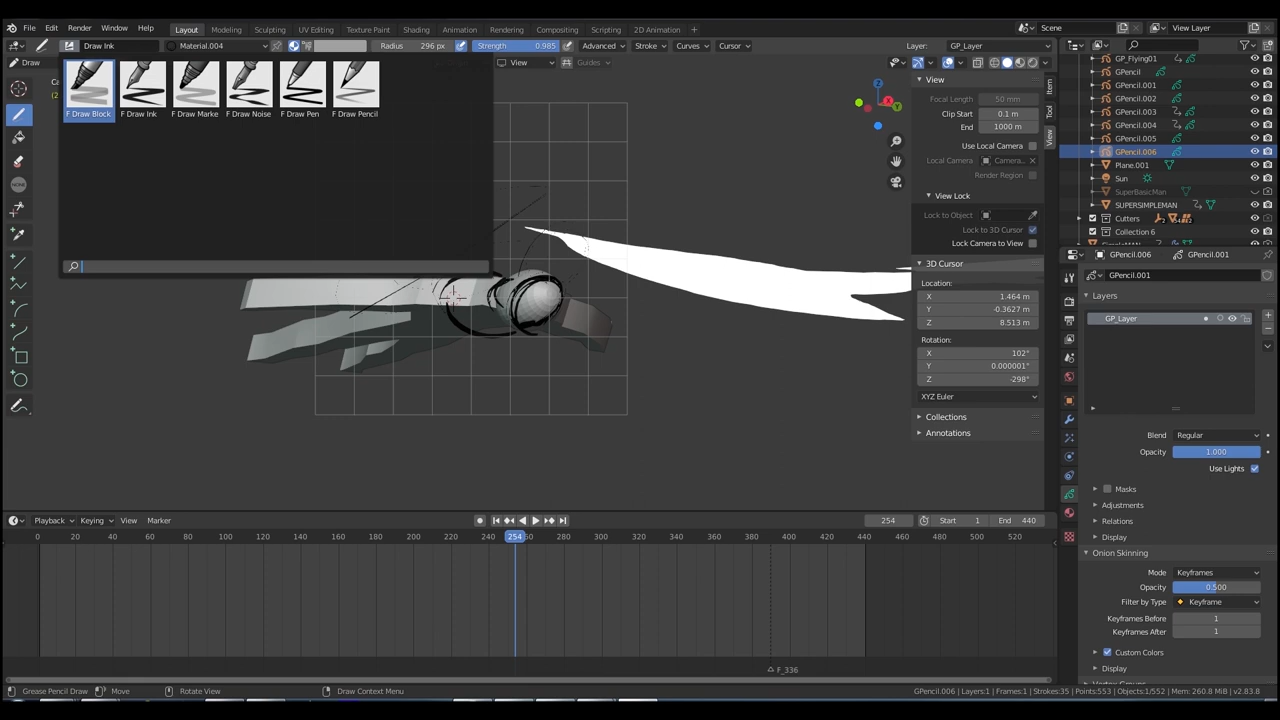 File Edit Render Window Help Layout Modeling Sculpting UV Editing Texture Paint Shading Animation Rendering Compositing Scripting 2D Animation Scene View Layer
Draw Ink Material.004 Radius 296 px Strength 0.985 Advanced Stroke Curves Cursor Layer: GP_Layer
Draw View Guides
F Draw Block F Draw Ink F Draw Marke F Draw Noise F Draw Pen F Draw Pencil
X Y Z
View
Focal Length 50 mm
Clip Start 0.1 m
End 1000 m
Use Local Camera
Local Camera Camera...
Render Region
View Lock
Lock to Object
Lock to 3D Cursor
Lock Camera to View
3D Cursor
Location:
X 1.464 m
Y -0.3627 m
Z 8.513 m
Rotation:
X 102°
Y 0.000001°
Z -298°
XYZ Euler
Collections
Annotations
Item
Tool
View
GP_Flying01
GPencil
GPencil.001
GPencil.002
GPencil.003
GPencil.004
GPencil.005
GPencil.006
Plane.001
Sun
SuperBasicMan
SUPERSIMPLEMAN
Cutters
Collection 6
GPencil.006 GPencil.001
GPencil.001
Layers
GP_Layer
Blend Regular
Opacity 1.000
Use Lights
Masks
Adjustments
Relations
Display
Onion Skinning
Mode Keyframes
Opacity 0.500
Filter by Type Keyframe
Keyframes Before 1
Keyframes After 1
Custom Colors
Display
Playback Keying View Marker 254 Start 1 End 440
0 20 40 60 80 100 120 140 160 180 200 220 240 254 60 280 300 320 340 360 380 400 420 440 460 480 500 520
F_336
Grease Pencil Draw Move Rotate View Draw Context Menu GPencil.006 | Layers:1 | Frames:1 | Strokes:35 | Points:553 | Objects:1/552 | Mem: 260.8 MiB | v2.83.8